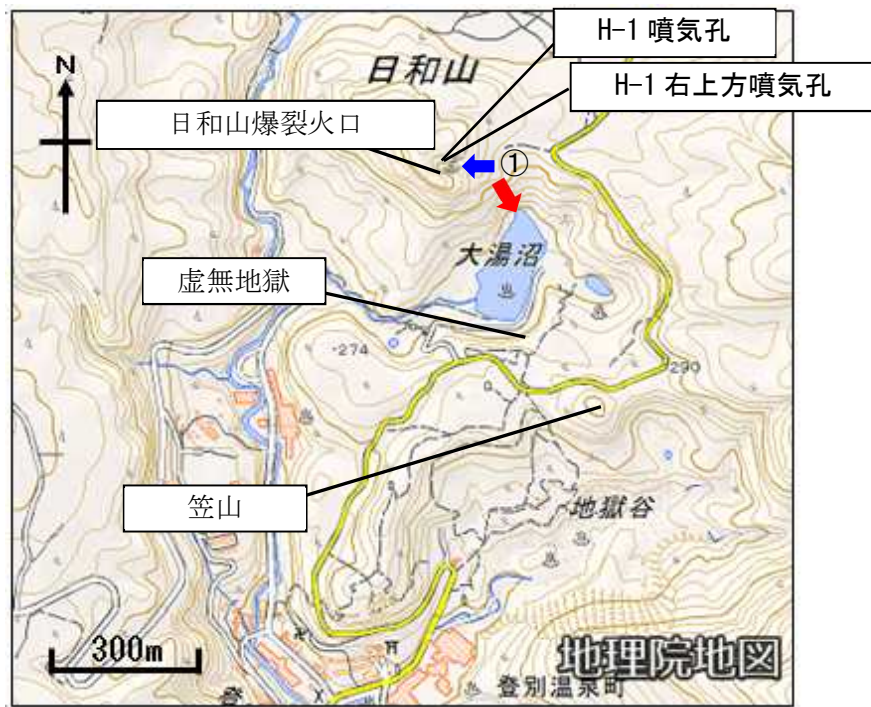 H-1 噴気孔
N
日和山
H-1 右上方噴気孔
日和山爆裂火口
①
大湯沼
虚無地獄
・274
290
笠山
地獄谷
300m
地理院地図
登別温泉町
登